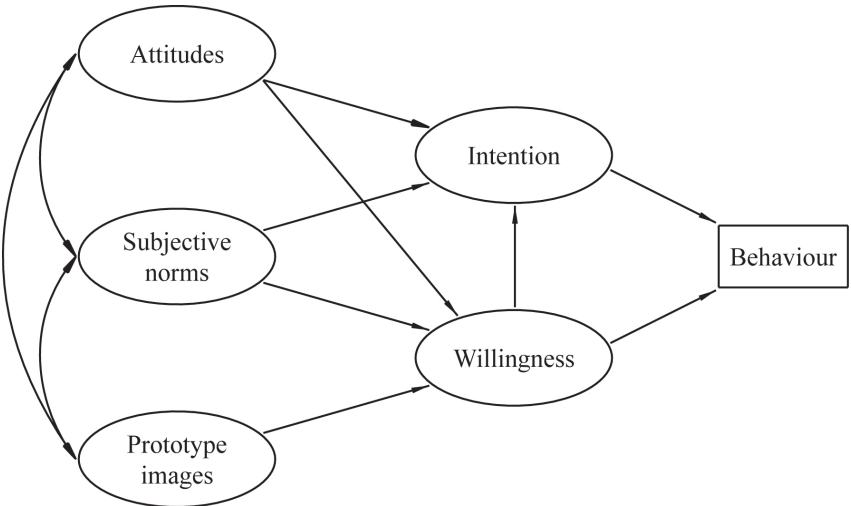 Attitudes
Intention
Subjective
norms
Behaviour
Willingness
Prototype
images